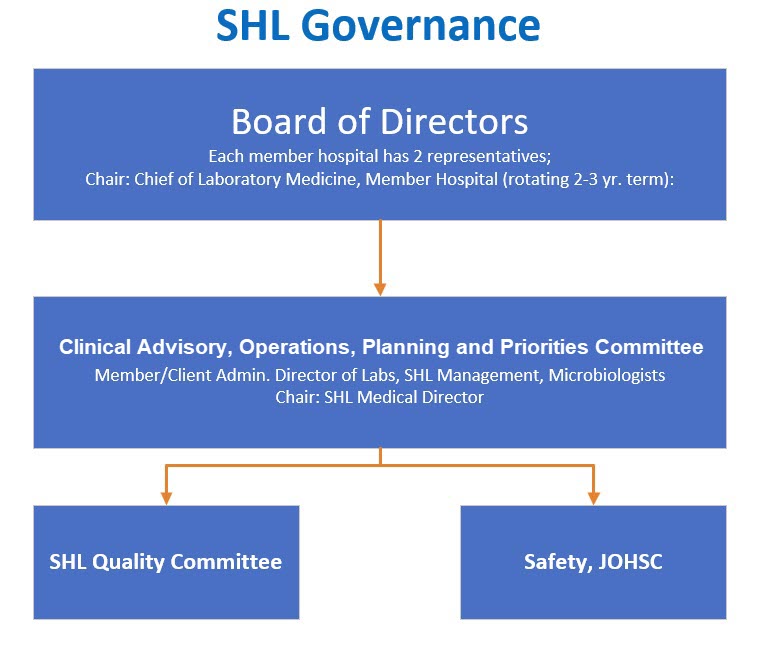 SHL Governance
Board of Directors
Each member hospital has 2 representatives;
Chair: Chief of Laboratory Medicine, Member Hospital (rotating 2-3 yr. term):
Clinical Advisory, Operations, Planning and Priorities Committee
Member/Client Admin. Director of Labs, SHL Management, Microbiologists
Chair: SHL Medical Director
SHL Quality Committee
Safety, JOHSC